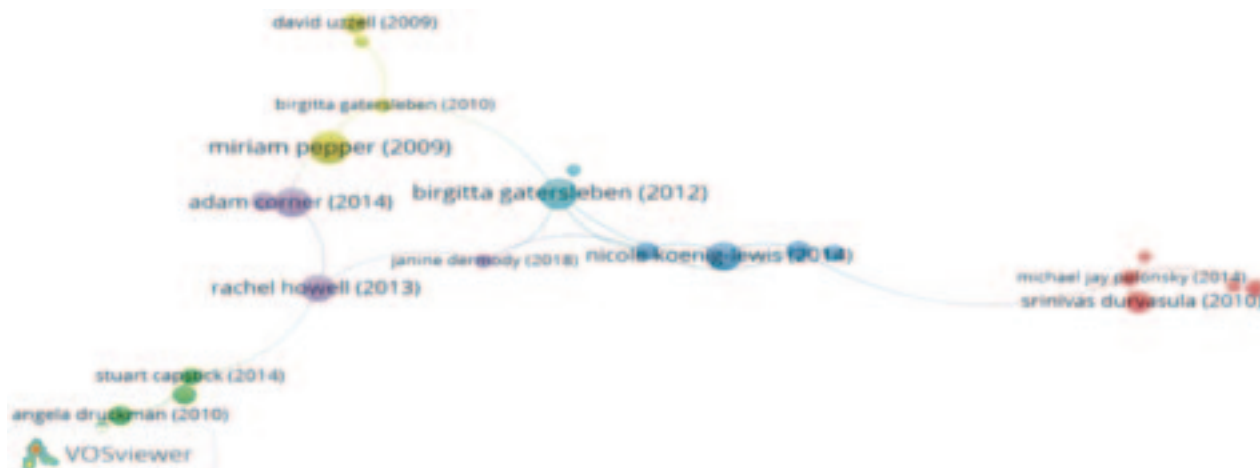 david uzzell (2009)
birgitta gatersleben (2010)
miriam pepper (2009)
adam corner (2014)
birgitta gatersleben (2012)
nicole koenig-lewis (2014)
janine dermody (2018)
rachel howell (2013)
michael jay polonsky (2014)
srinivas durvasula (2010)
stuart capstick (2014)
angela druckman (2010)
VOSviewer